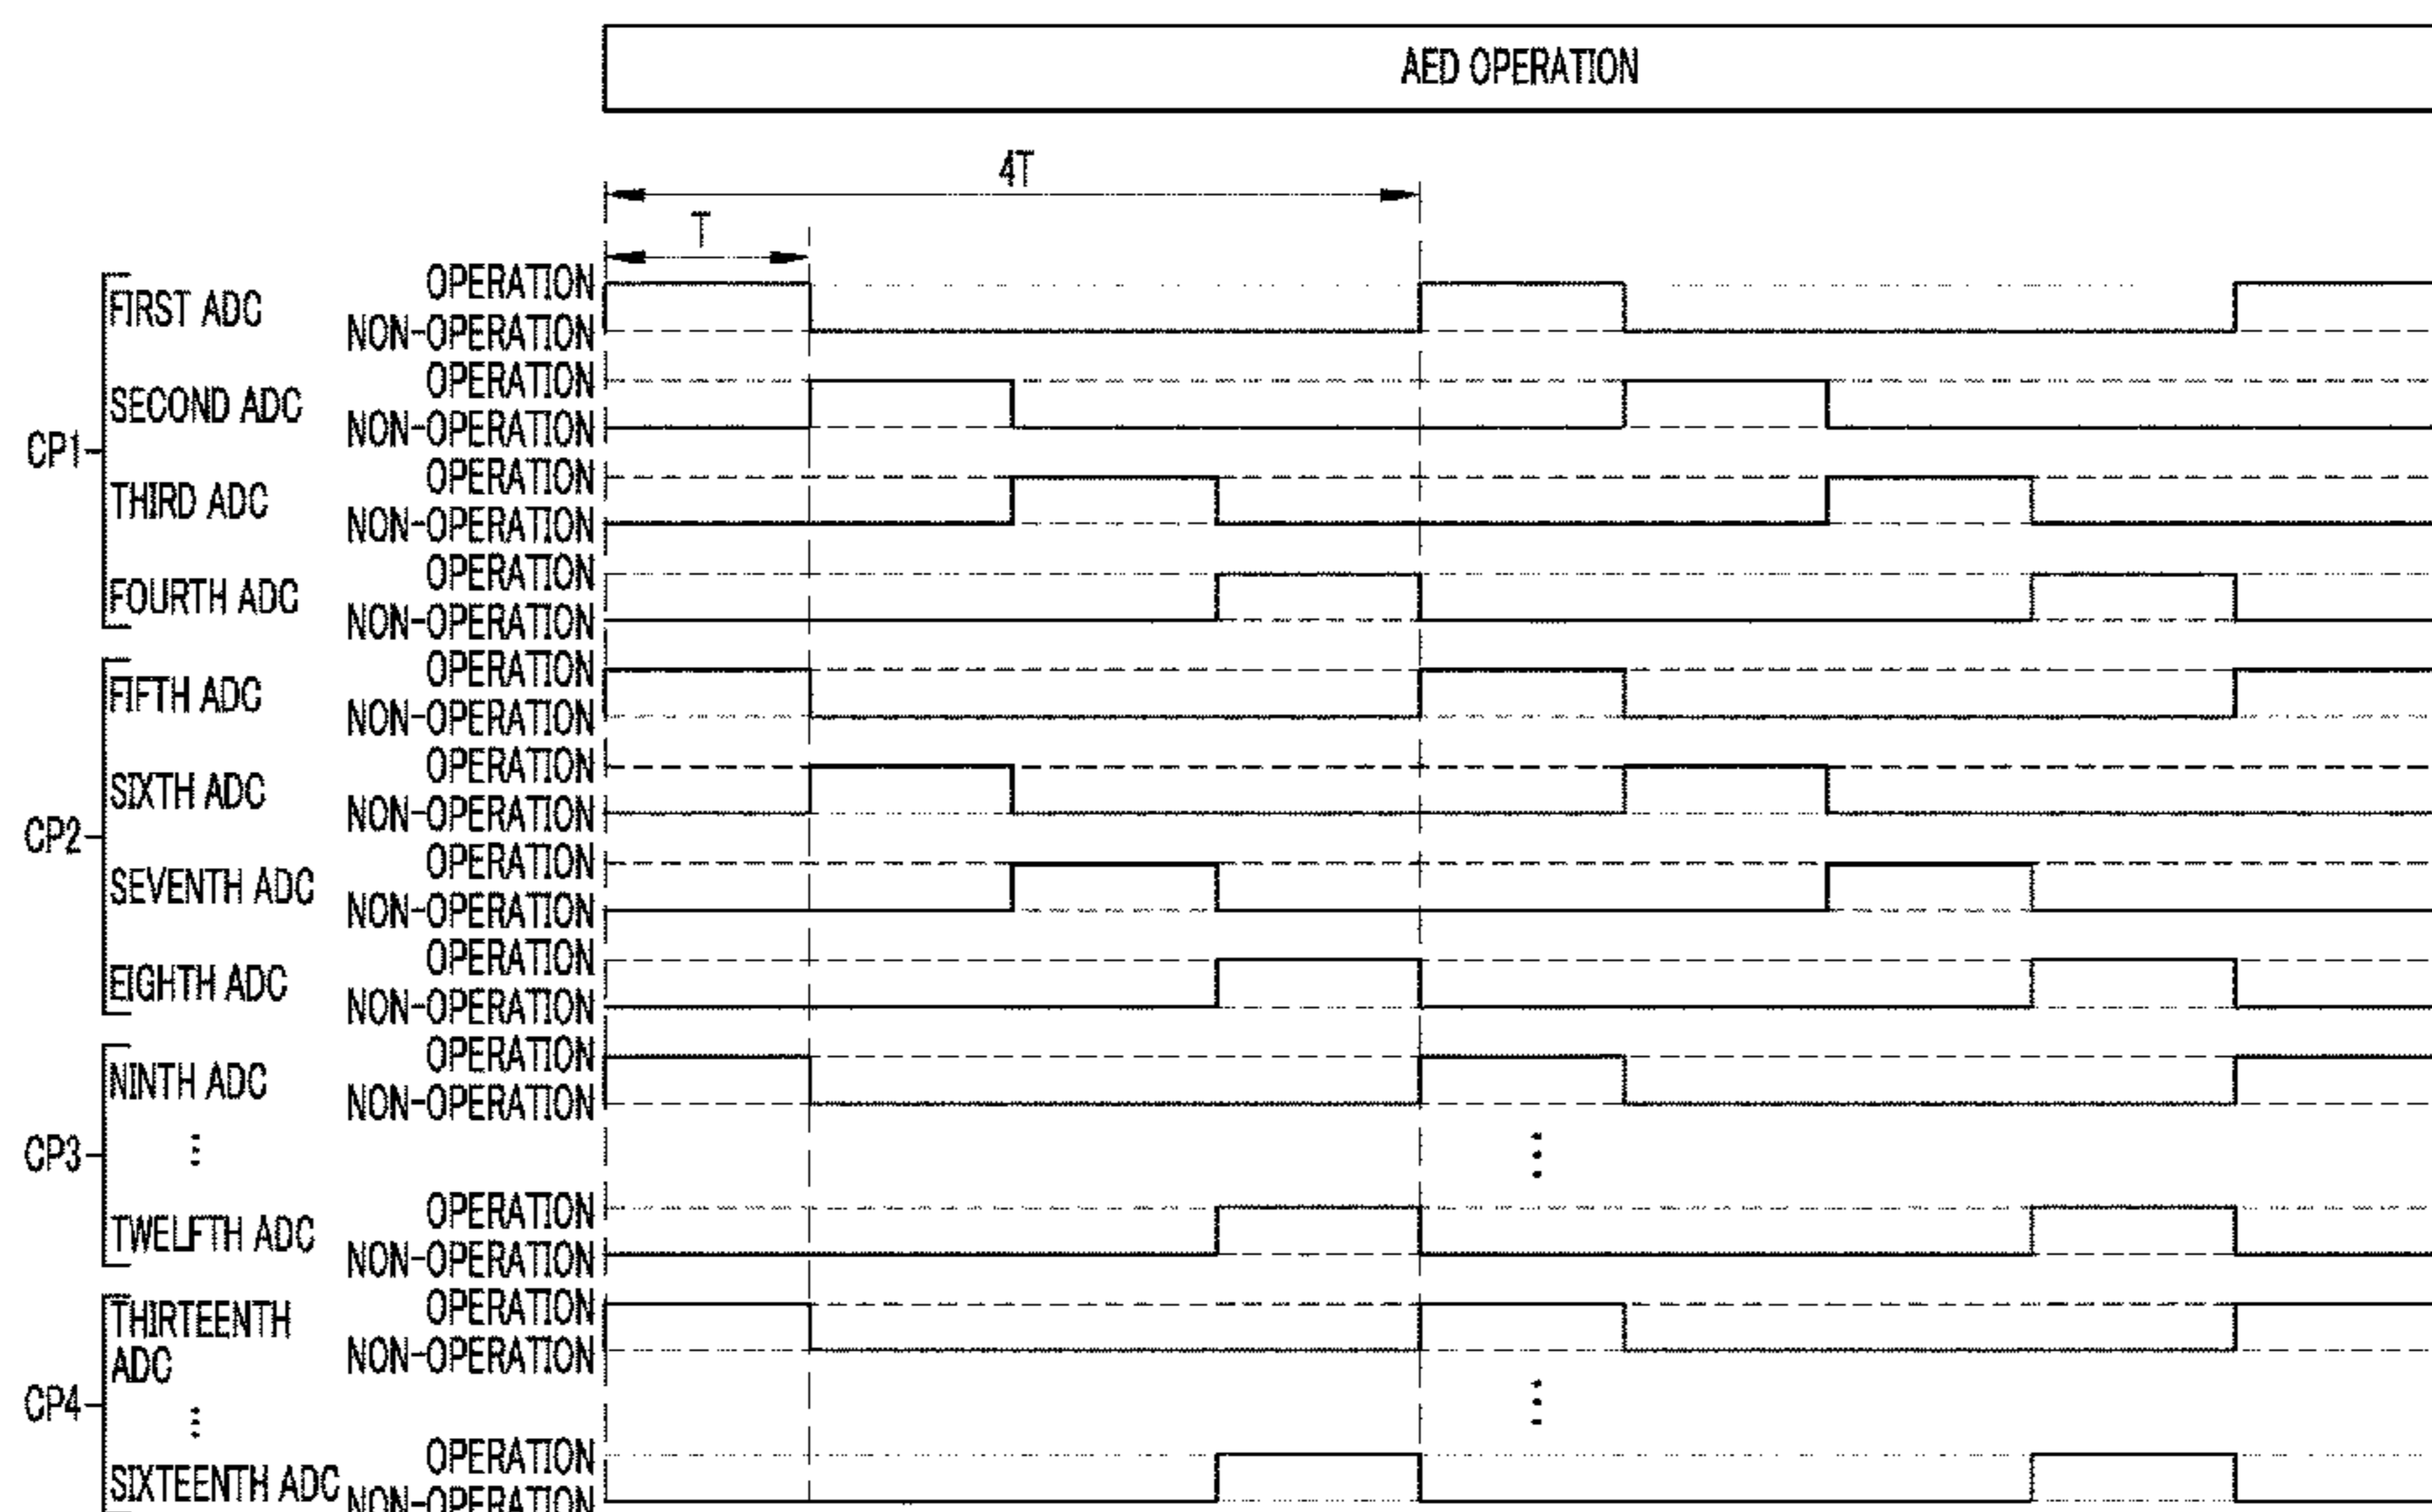 AED OPERATION
4T
T
CP1
FIRST ADC
OPERATION
NON-OPERATION
SECOND ADC
OPERATION
NON-OPERATION
THIRD ADC
OPERATION
NON-OPERATION
FOURTH ADC
OPERATION
NON-OPERATION
CP2
FIFTH ADC
OPERATION
NON-OPERATION
SIXTH ADC
OPERATION
NON-OPERATION
SEVENTH ADC
OPERATION
NON-OPERATION
EIGHTH ADC
OPERATION
NON-OPERATION
CP3
NINTH ADC
OPERATION
NON-OPERATION
TWELFTH ADC
OPERATION
NON-OPERATION
CP4
THIRTEENTH
ADC
OPERATION
NON-OPERATION
SIXTEENTH ADC
OPERATION
NON-OPERATION